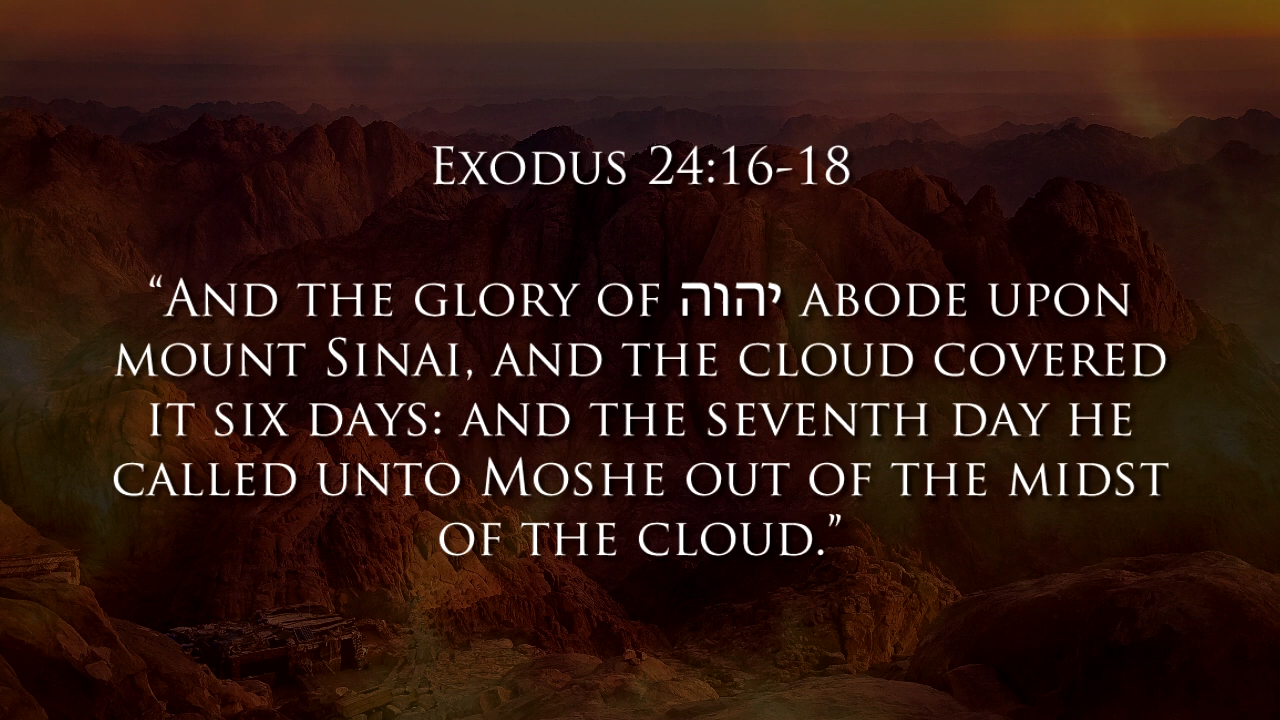 Exodus 24:16-18
“And the glory of יהוה abode upon
mount Sinai, and the cloud covered
it six days: and the seventh day he
called unto Moshe out of the midst
of the cloud.”